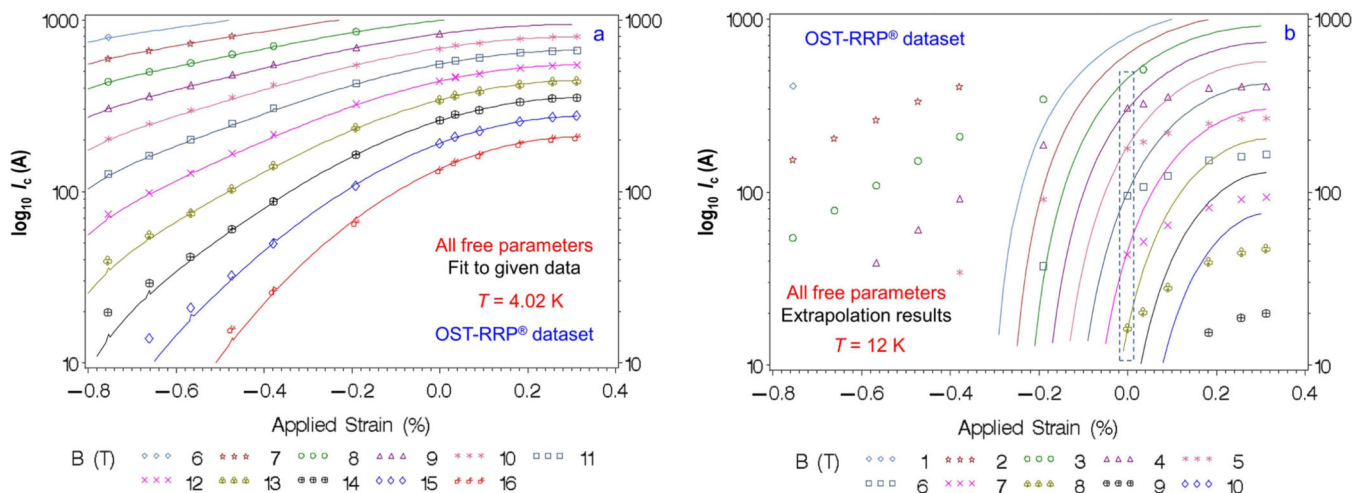 a
1000
1000
100
100
10
10
log₁₀ Ic (A)
All free parameters
Fit to given data
T = 4.02 K
OST-RRP® dataset
−0.8 −0.6 −0.4 −0.2 0.0 0.2 0.4
Applied Strain (%)
B (T) 6 7 8 9 10 11
12 13 14 15 16
b
1000
1000
100
100
10
10
log₁₀ Ic (A)
OST-RRP® dataset
All free parameters
Extrapolation results
T = 12 K
−0.8 −0.6 −0.4 −0.2 0.0 0.2 0.4
Applied Strain (%)
B (T) 1 2 3 4 5
6 7 8 9 10